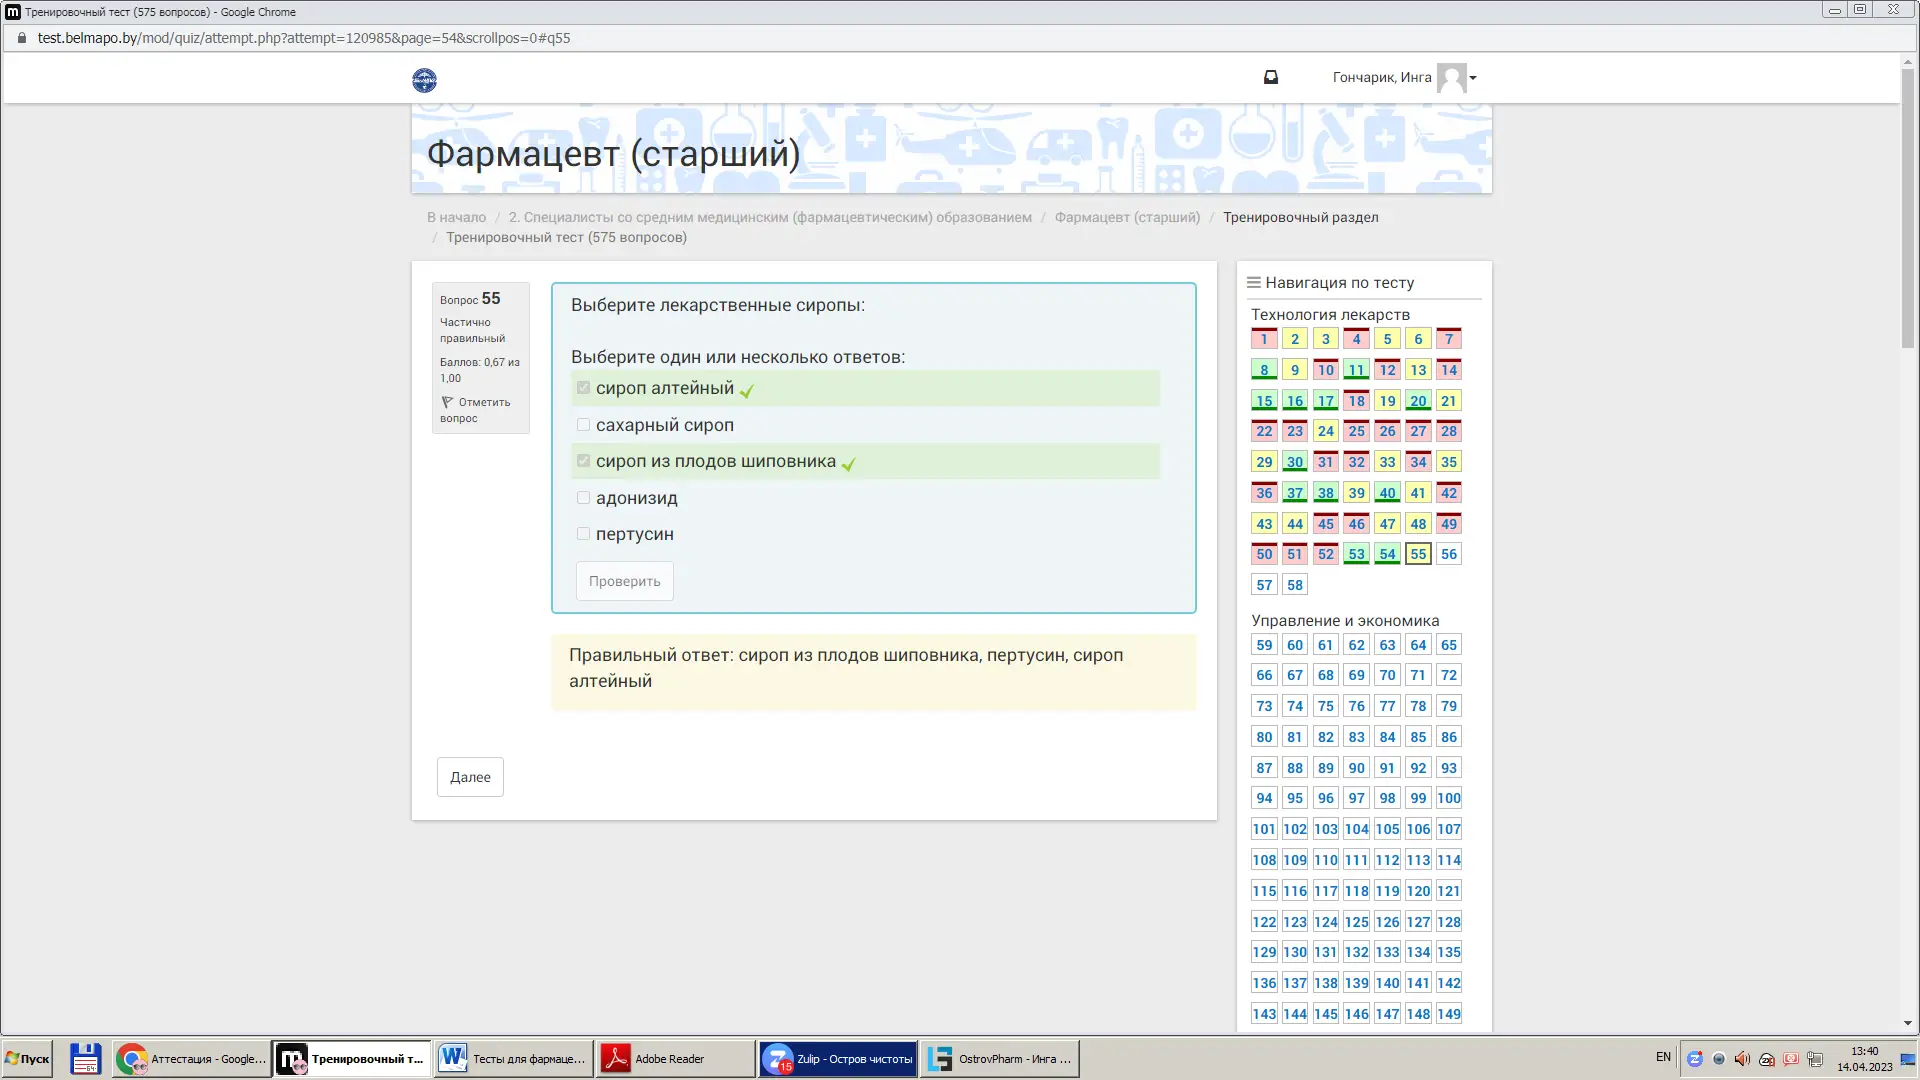 Тренировочный тест (575 вопросов) - Google Chrome
test.belmapo.by/mod/quiz/attempt.php?attempt=120985&page=54&scrollpos=0#q55
Гончарик, Инга
Фармацевт (старший)
В начало / 2. Специалисты со средним медицинским (фармацевтическим) образованием / Фармацевт (старший) / Тренировочный раздел
/ Тренировочный тест (575 вопросов)
Вопрос 55
Частично
правильный
Баллов: 0,67 из
1,00
Отметить
вопрос
Выберите лекарственные сиропы:
Выберите один или несколько ответов:
сироп алтейный
сахарный сироп
сироп из плодов шиповника
адонизид
пертусин
Проверить
Правильный ответ: сироп из плодов шиповника, пертусин, сироп
алтейный
Далее
Навигация по тесту
Технология лекарств
1 2 3 4 5 6 7
8 9 10 11 12 13 14
15 16 17 18 19 20 21
22 23 24 25 26 27 28
29 30 31 32 33 34 35
36 37 38 39 40 41 42
43 44 45 46 47 48 49
50 51 52 53 54 55 56
57 58
Управление и экономика
59 60 61 62 63 64 65
66 67 68 69 70 71 72
73 74 75 76 77 78 79
80 81 82 83 84 85 86
87 88 89 90 91 92 93
94 95 96 97 98 99 100
101 102 103 104 105 106 107
108 109 110 111 112 113 114
115 116 117 118 119 120 121
122 123 124 125 126 127 128
129 130 131 132 133 134 135
136 137 138 139 140 141 142
143 144 145 146 147 148 149
Пуск
64
Аттестация - Google...
Тренировочный т...
Тесты для фармаце...
Adobe Reader
15
Zulip - Остров чистоты
OstrovPharm - Инга ...
EN
13:40
14.04.2023